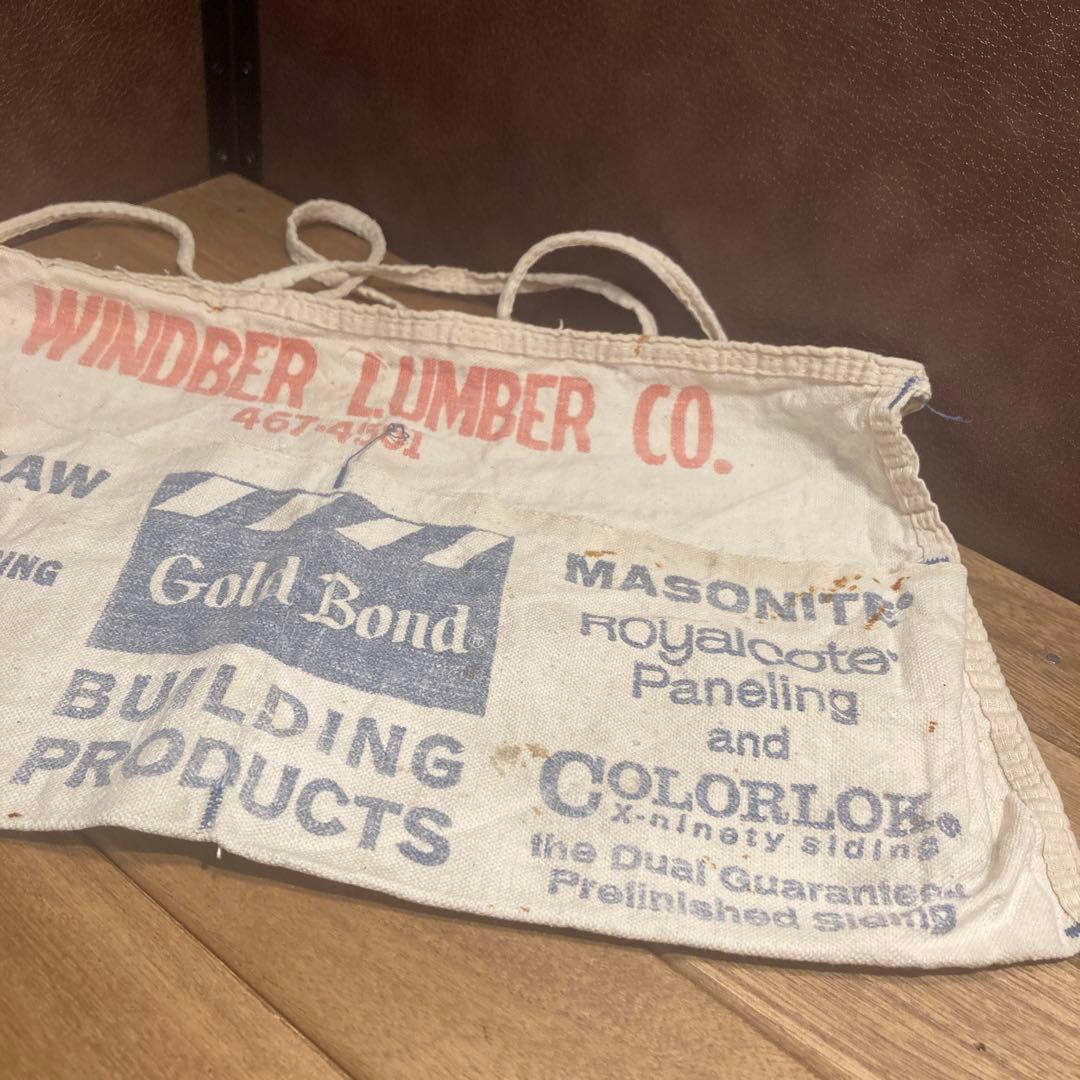 WINDBER LUMBER CO.
467-4581
AW
ING
Gold Bond®
BUILDING
PRODUCTS
MASONITE®
Royalcote®
Paneling
and
COLORLOK®
X-ninety siding
the Dual Guaranteed
Prefinished Siding